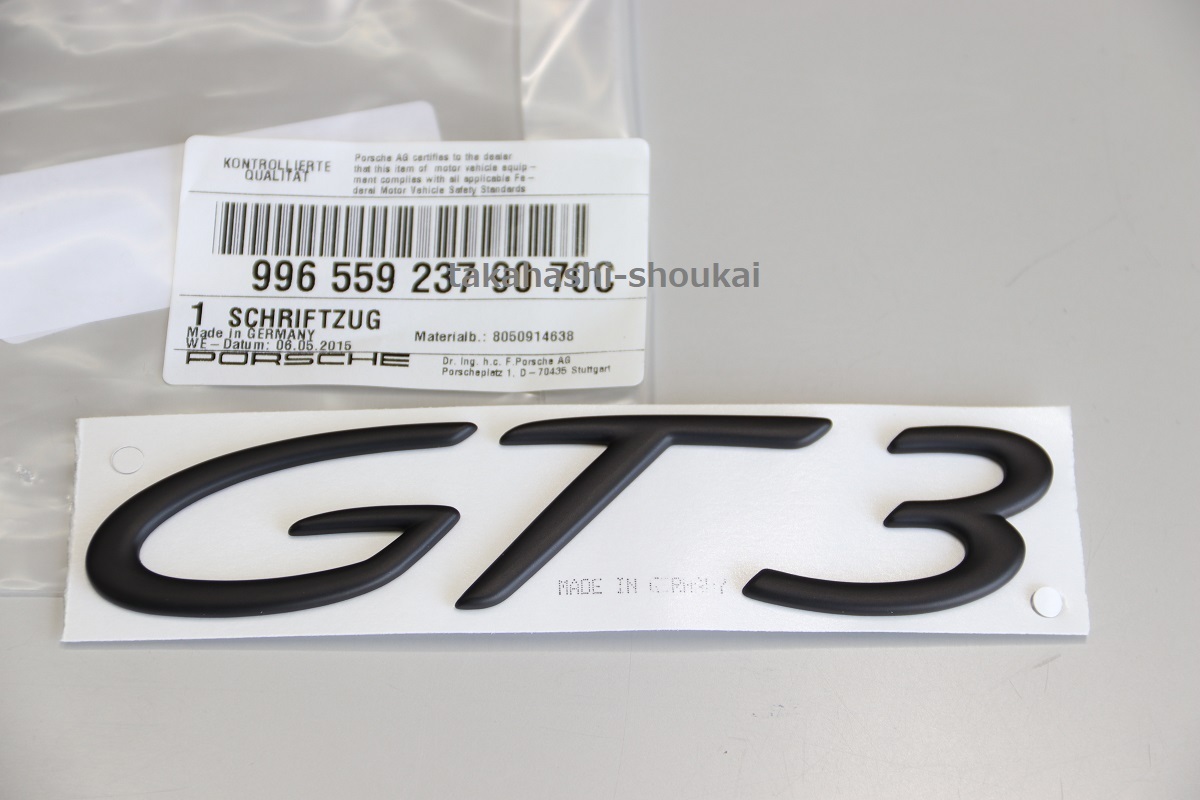 KONTROLLIERTE
QUALITÄT
Porsche AG certifies to the dealer
that this item of motor vehicle equip-
ment complies with all applicable Fe-
deral Motor Vehicle Safety Standards
996 559 237 90 70C
takahashi-shoukai
1 SCHRIFTZUG
Made in GERMANY
Materialb.: 8050914638
WE-Datum: 06.05.2015
PORSCHE
Dr. Ing. h.c. F.Porsche AG
Porscheplatz 1, D-70435 Stuttgart
GT3
MADE IN GERMANY